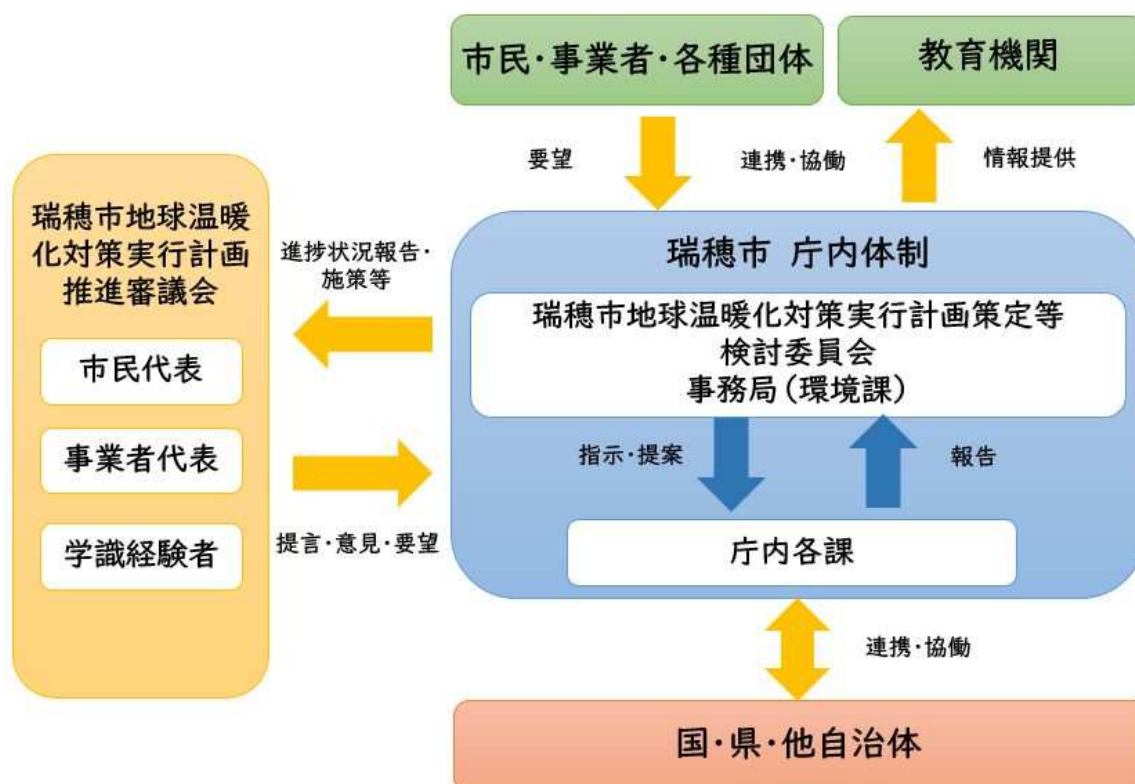 市民・事業者・各種団体
教育機関
要望
連携・協働
情報提供
瑞穂市地球温暖
化対策実行計画
推進審議会
市民代表
事業者代表
学識経験者
進捗状況報告・
施策等
提言・意見・要望
瑞穂市 庁内体制
瑞穂市地球温暖化対策実行計画策定等
検討委員会
事務局(環境課)
指示・提案
報告
庁内各課
連携・協働
国・県・他自治体